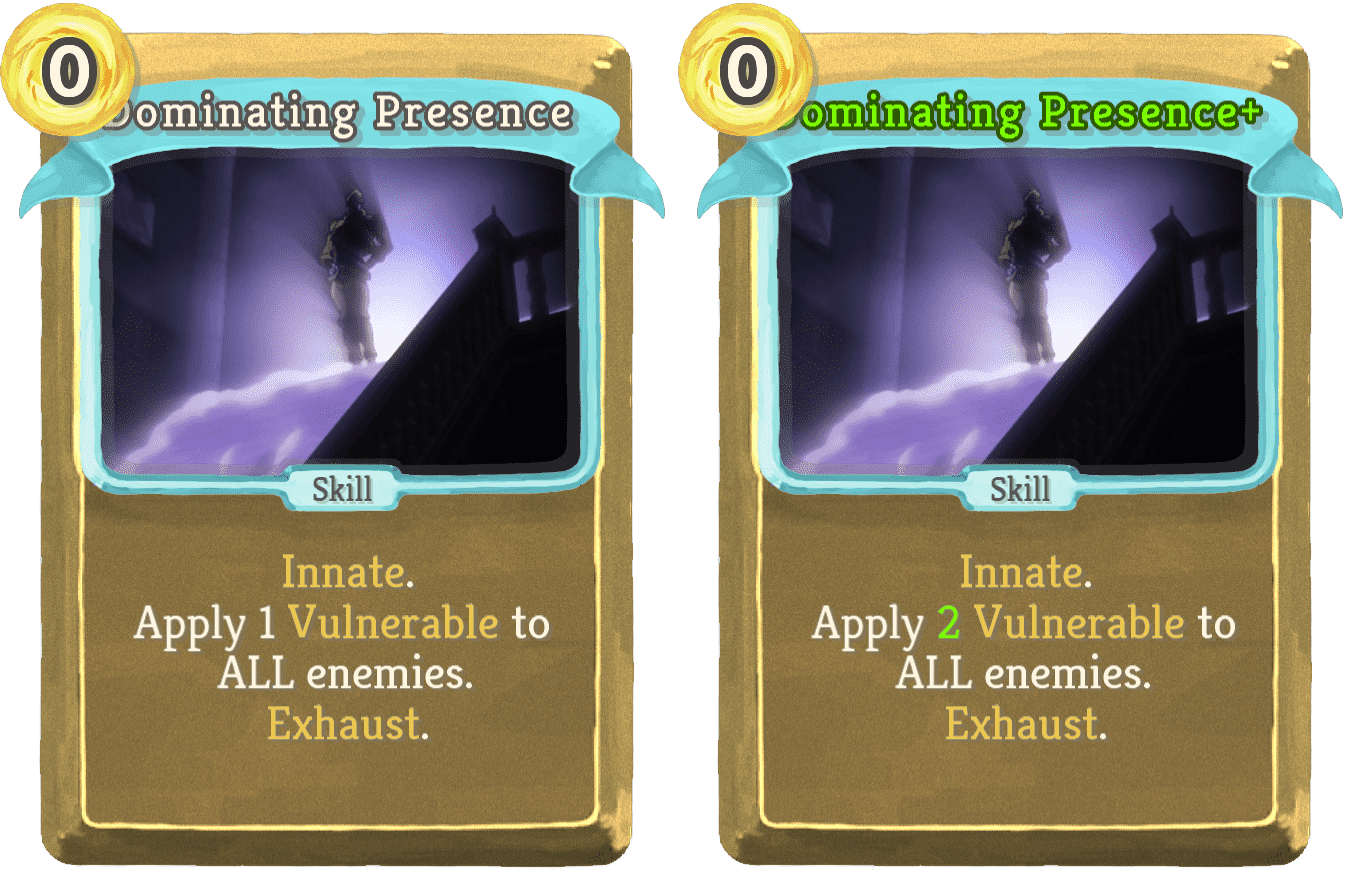 0
Dominating Presence
Skill
Innate.
Apply 1 Vulnerable to
ALL enemies.
Exhaust.
0
Dominating Presence+
Skill
Innate.
Apply 2 Vulnerable to
ALL enemies.
Exhaust.